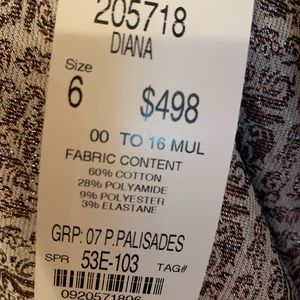 205718
DIANA
Size
6 $498
00 TO 16 MUL
FABRIC CONTENT
60% COTTON
28% POLYAMIDE
9% POLYESTER
3% ELASTANE
GRP: 07 P.PALISADES
SPR 53E-103 TAG#
0920571806